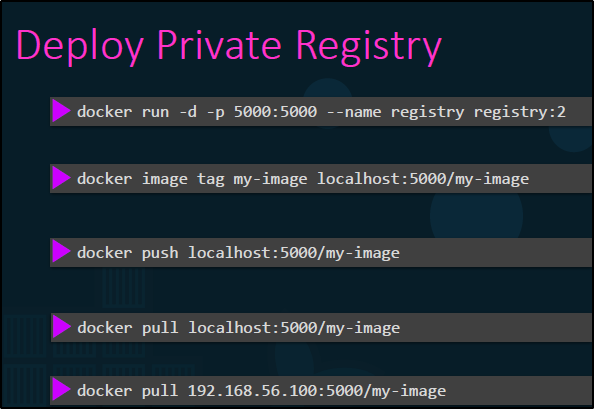 Deploy Private Registry
docker run -d -p 5000:5000 --name registry registry:2
docker image tag my-image localhost:5000/my-image
docker push localhost:5000/my-image
docker pull localhost:5000/my-image
docker pull 192.168.56.100:5000/my-image